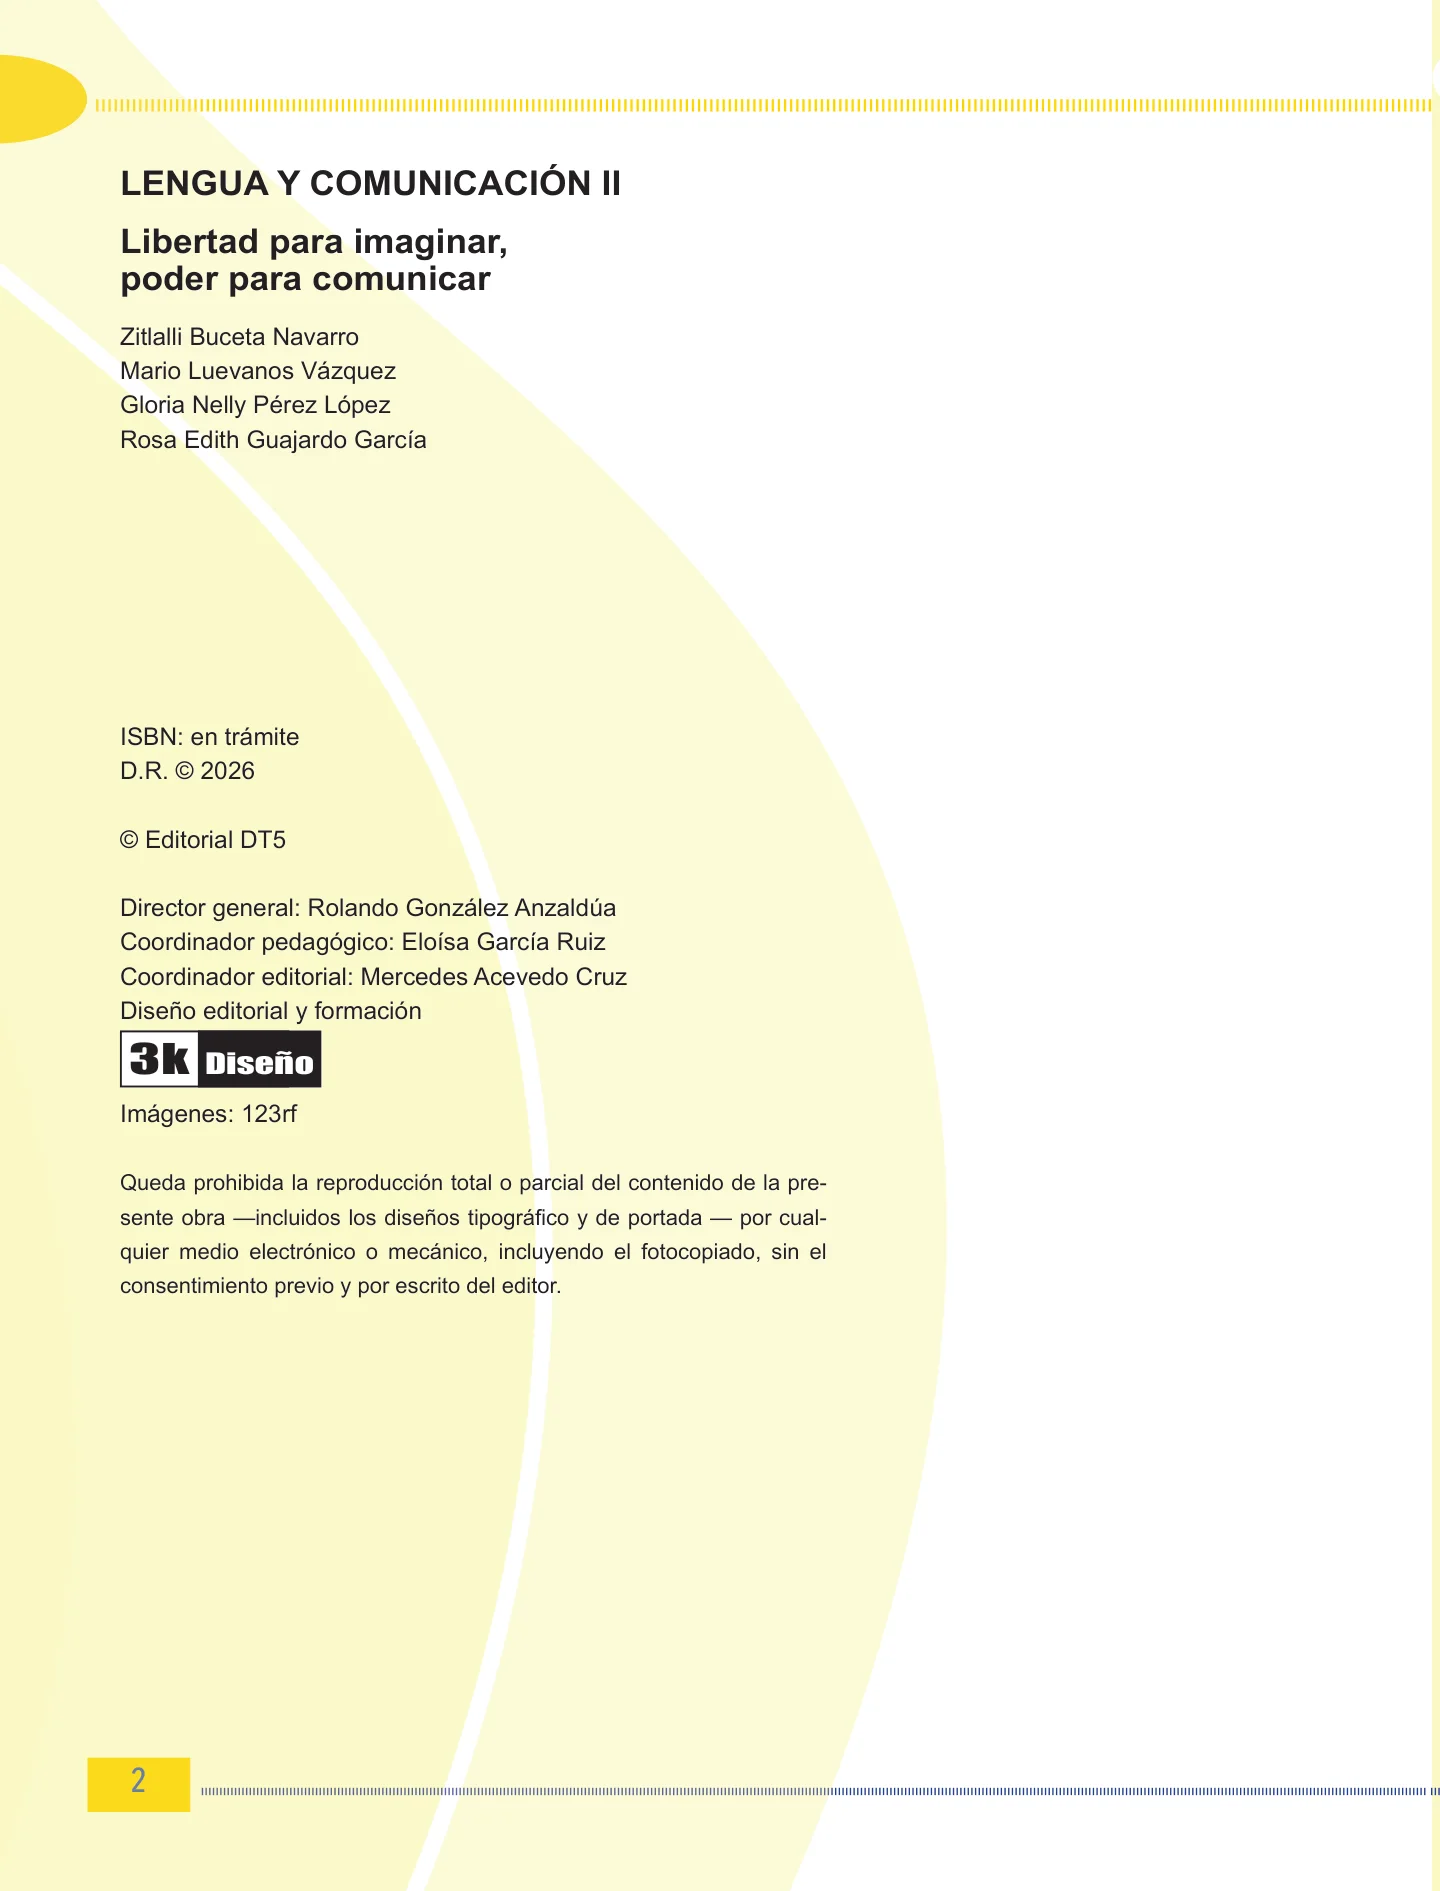 LENGUA Y COMUNICACIÓN II
Libertad para imaginar,
poder para comunicar
Zitlalli Buceta Navarro
Mario Luevanos Vázquez
Gloria Nelly Pérez López
Rosa Edith Guajardo García
ISBN: en trámite
D.R. © 2026
© Editorial DT5
Director general: Rolando González Anzaldúa
Coordinador pedagógico: Eloísa García Ruiz
Coordinador editorial: Mercedes Acevedo Cruz
Diseño editorial y formación
3k Diseño
Imágenes: 123rf
Queda prohibida la reproducción total o parcial del contenido de la pre-
sente obra —incluidos los diseños tipográfico y de portada — por cual-
quier medio electrónico o mecánico, incluyendo el fotocopiado, sin el
consentimiento previo y por escrito del editor.
2